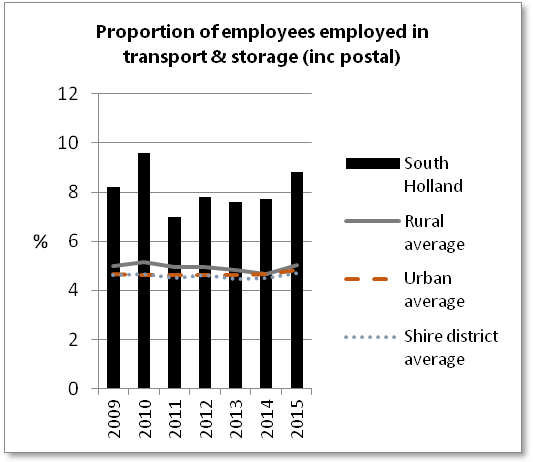 Proportion of employees employed in
transport & storage (inc postal)
12
10
8
6
4
2
0
%
2009
2010
2011
2012
2013
2014
2015
South
Holland
Rural
average
Urban
average
Shire district
average